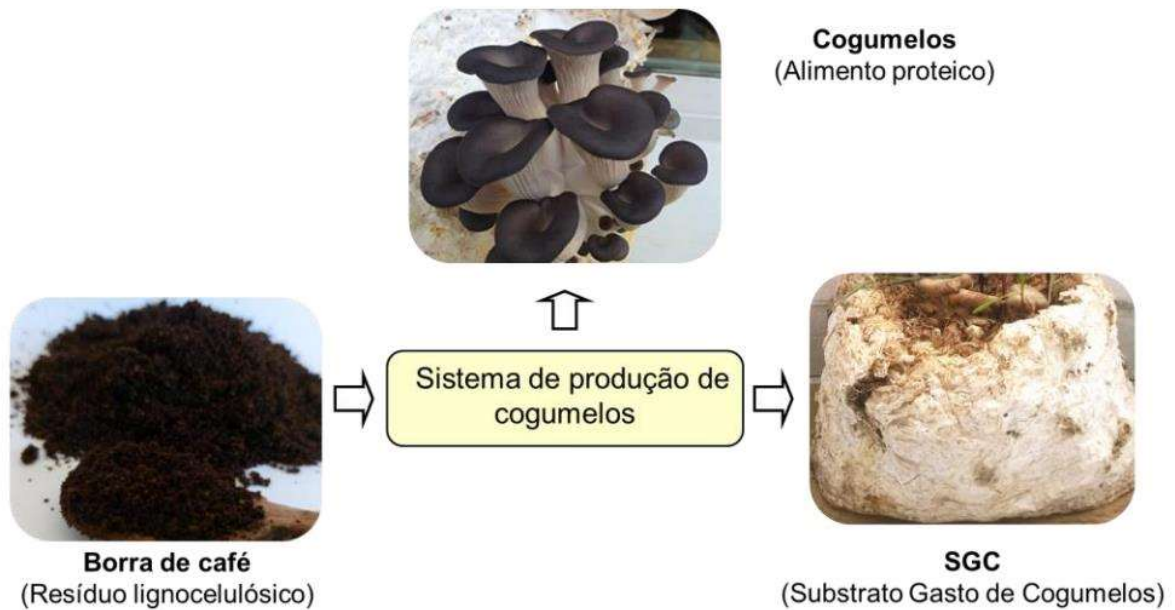 Cogumelos
(Alimento proteico)
Sistema de produção de
cogumelos
Borra de café
(Resíduo lignocelulósico)
SGC
(Substrato Gasto de Cogumelos)